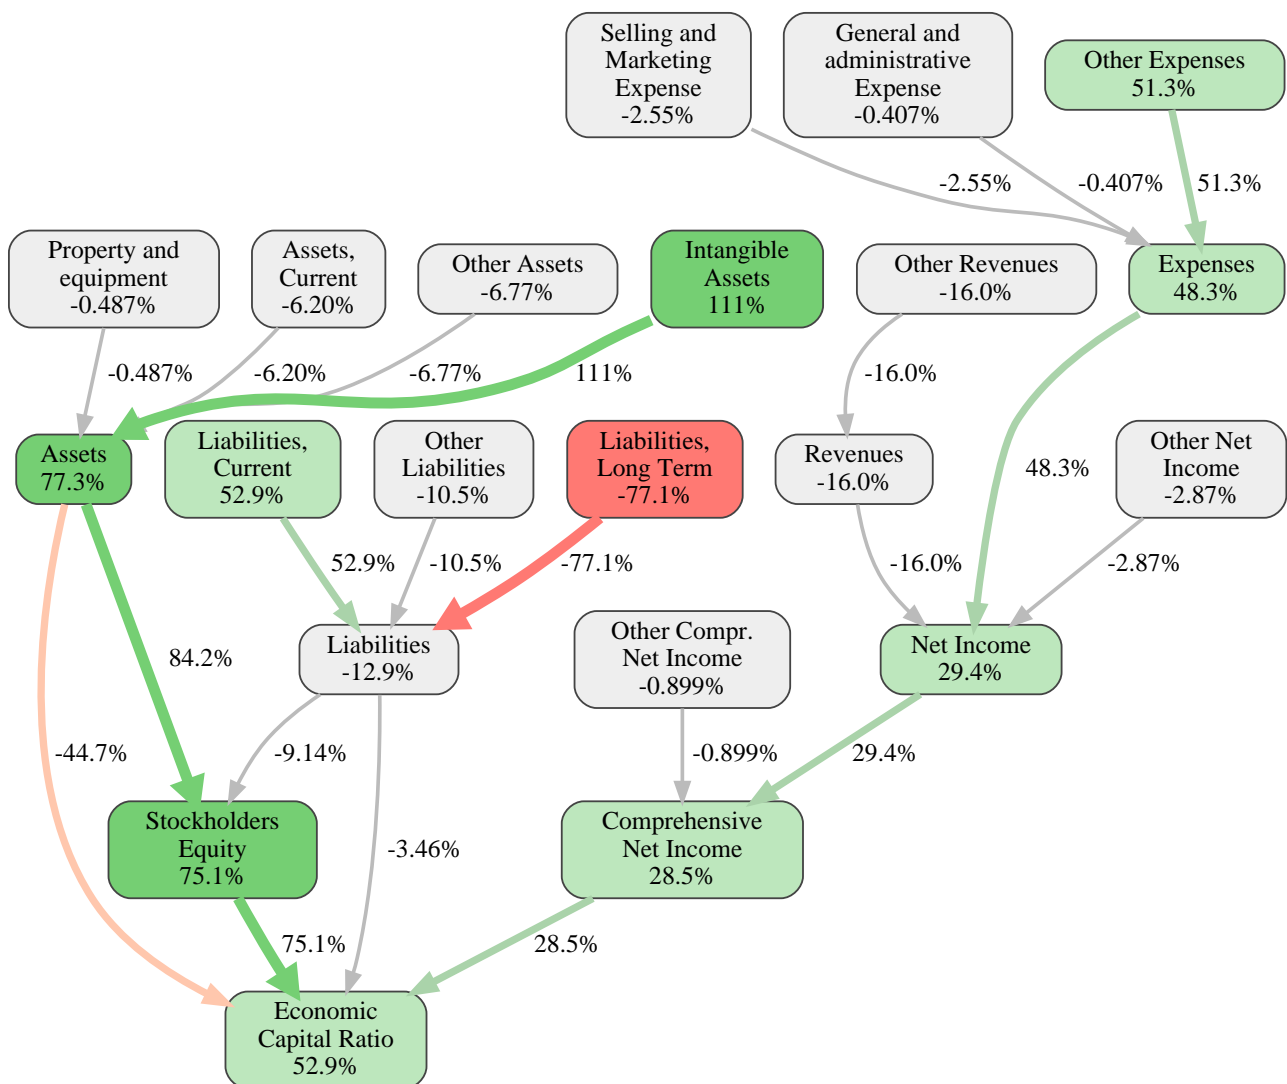 Selling and
Marketing
Expense
-2.55%
General and
administrative
Expense
-0.407%
Other Expenses
51.3%
-2.55%
-0.407%
51.3%
Property and
equipment
-0.487%
Assets,
Current
-6.20%
Other Assets
-6.77%
Intangible
Assets
111%
Other Revenues
-16.0%
Expenses
48.3%
-0.487%
-6.20%
-6.77%
111%
-16.0%
Assets
77.3%
Liabilities,
Current
52.9%
Other
Liabilities
-10.5%
Liabilities,
Long Term
-77.1%
Revenues
-16.0%
48.3%
Other Net
Income
-2.87%
52.9%
-10.5%
-77.1%
-16.0%
-2.87%
84.2%
Liabilities
-12.9%
Other Compr.
Net Income
-0.899%
Net Income
29.4%
-44.7%
-9.14%
-0.899%
29.4%
Stockholders
Equity
75.1%
-3.46%
Comprehensive
Net Income
28.5%
75.1%
28.5%
Economic
Capital Ratio
52.9%